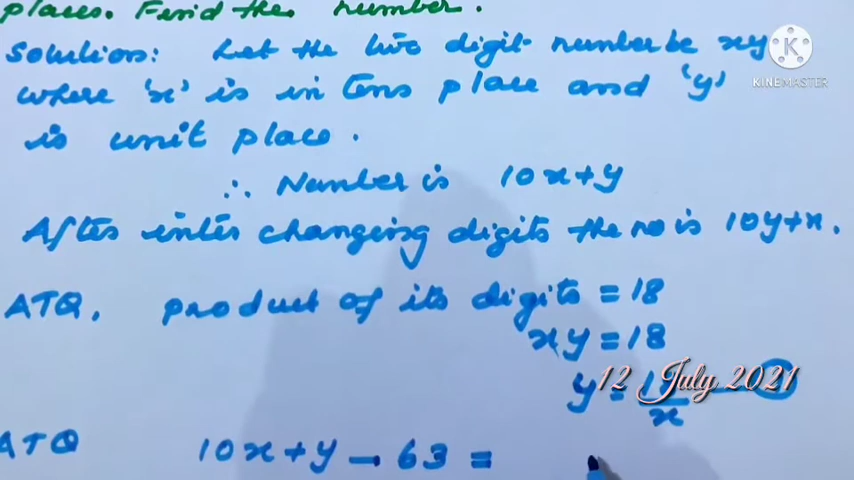 places. Find the number.
Solution: Let the two digit number be xy
KINEMASTER
where 'x' is in tens place and 'y'
is unit place.
∴ Number is 10x+y
After inter changing digits the no is 10y+x.
ATQ. product of its digits = 18
xy = 18
12 July 2021
y = 18/x
ATQ 10x+y-63 =